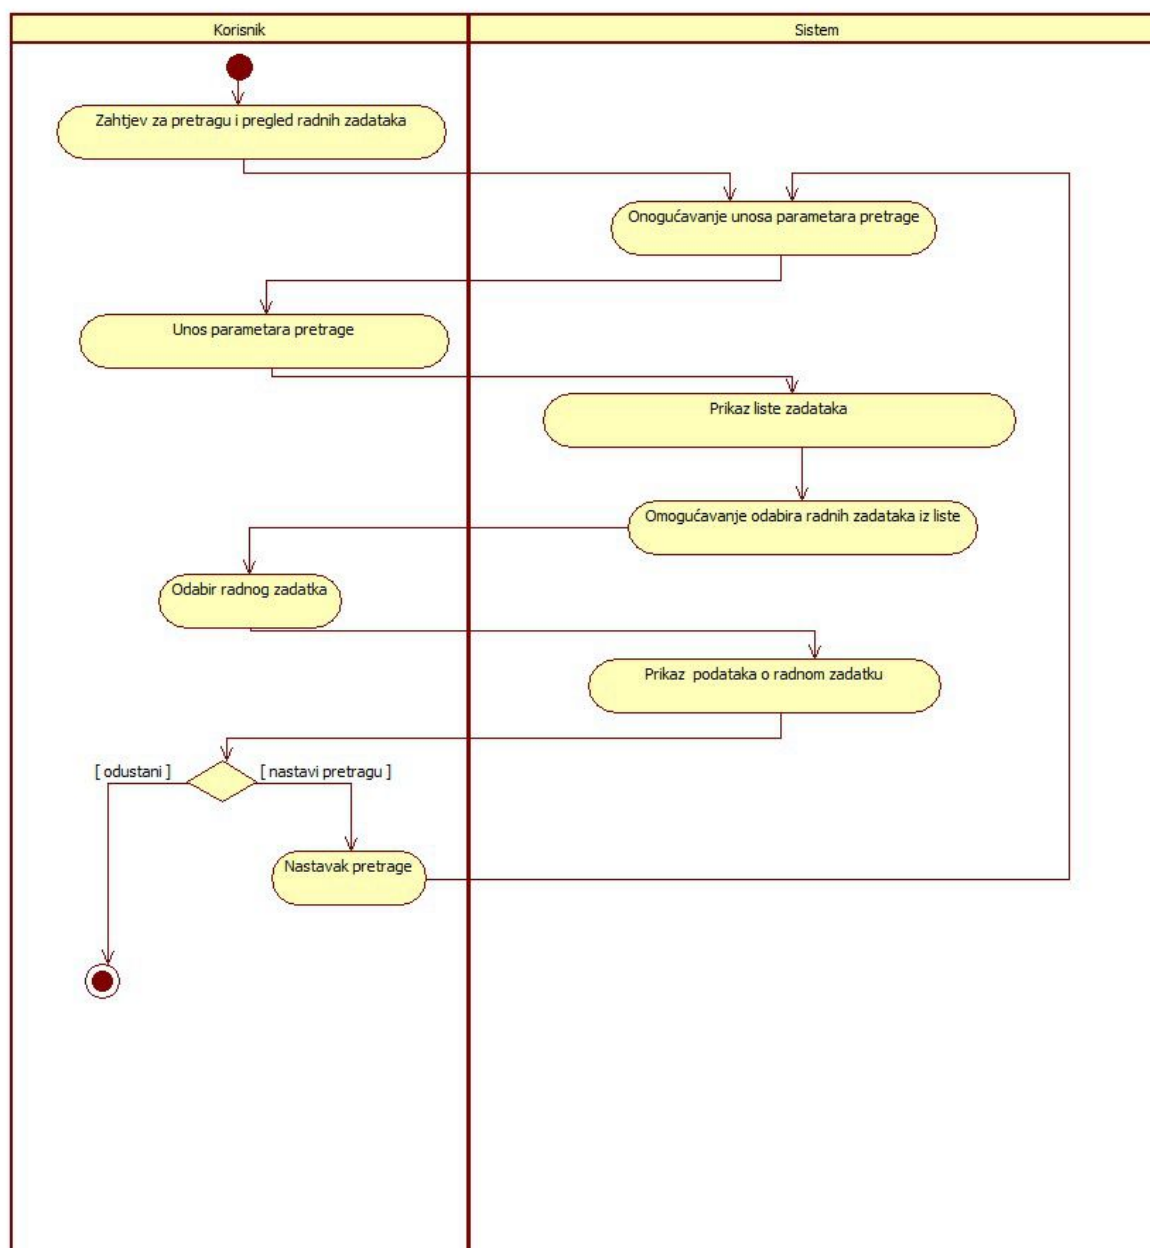 Korisnik
Sistem
Zahtjev za pretragu i pregled radnih zadataka
Onogućavanje unosa parametara pretrage
Unos parametara pretrage
Prikaz liste zadataka
Omogućavanje odabira radnih zadataka iz liste
Odabir radnog zadatka
Prikaz  podataka o radnom zadatku
[ odustani ]
[ nastavi pretragu ]
Nastavak pretrage